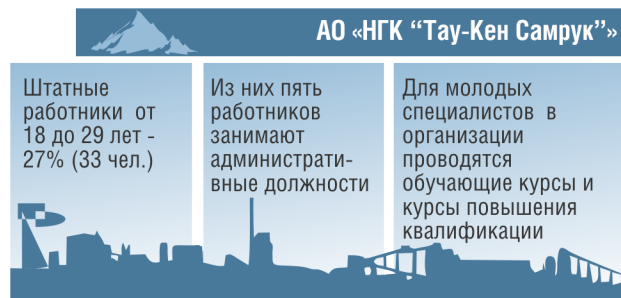 АО «НГК “Тау-Кен Самрук”»
Штатные
работники от
18 до 29 лет -
27% (33 чел.)
Из них пять
работников
занимают
администрати-
вные должности
Для молодых
специалистов в
организации
проводятся
обучающие курсы и
курсы повышения
квалификации